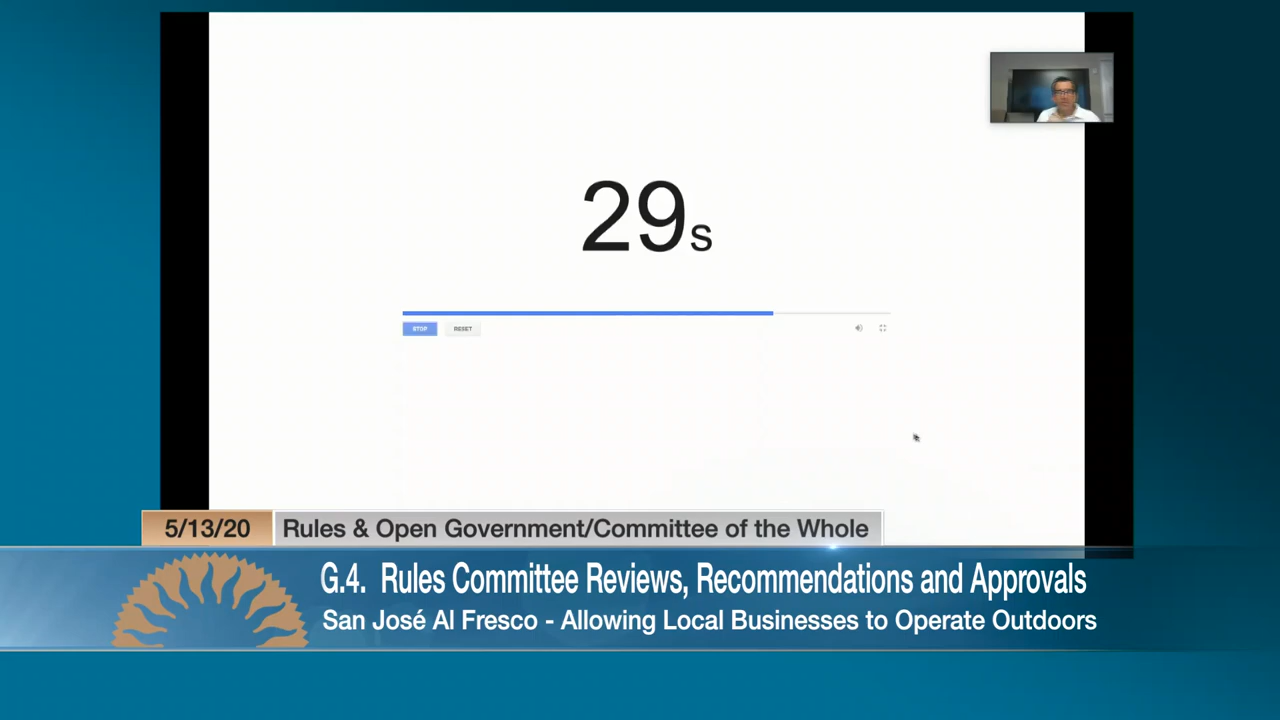 29s
STOP RESET
5/13/20 Rules & Open Government/Committee of the Whole
G.4. Rules Committee Reviews, Recommendations and Approvals
San José Al Fresco - Allowing Local Businesses to Operate Outdoors